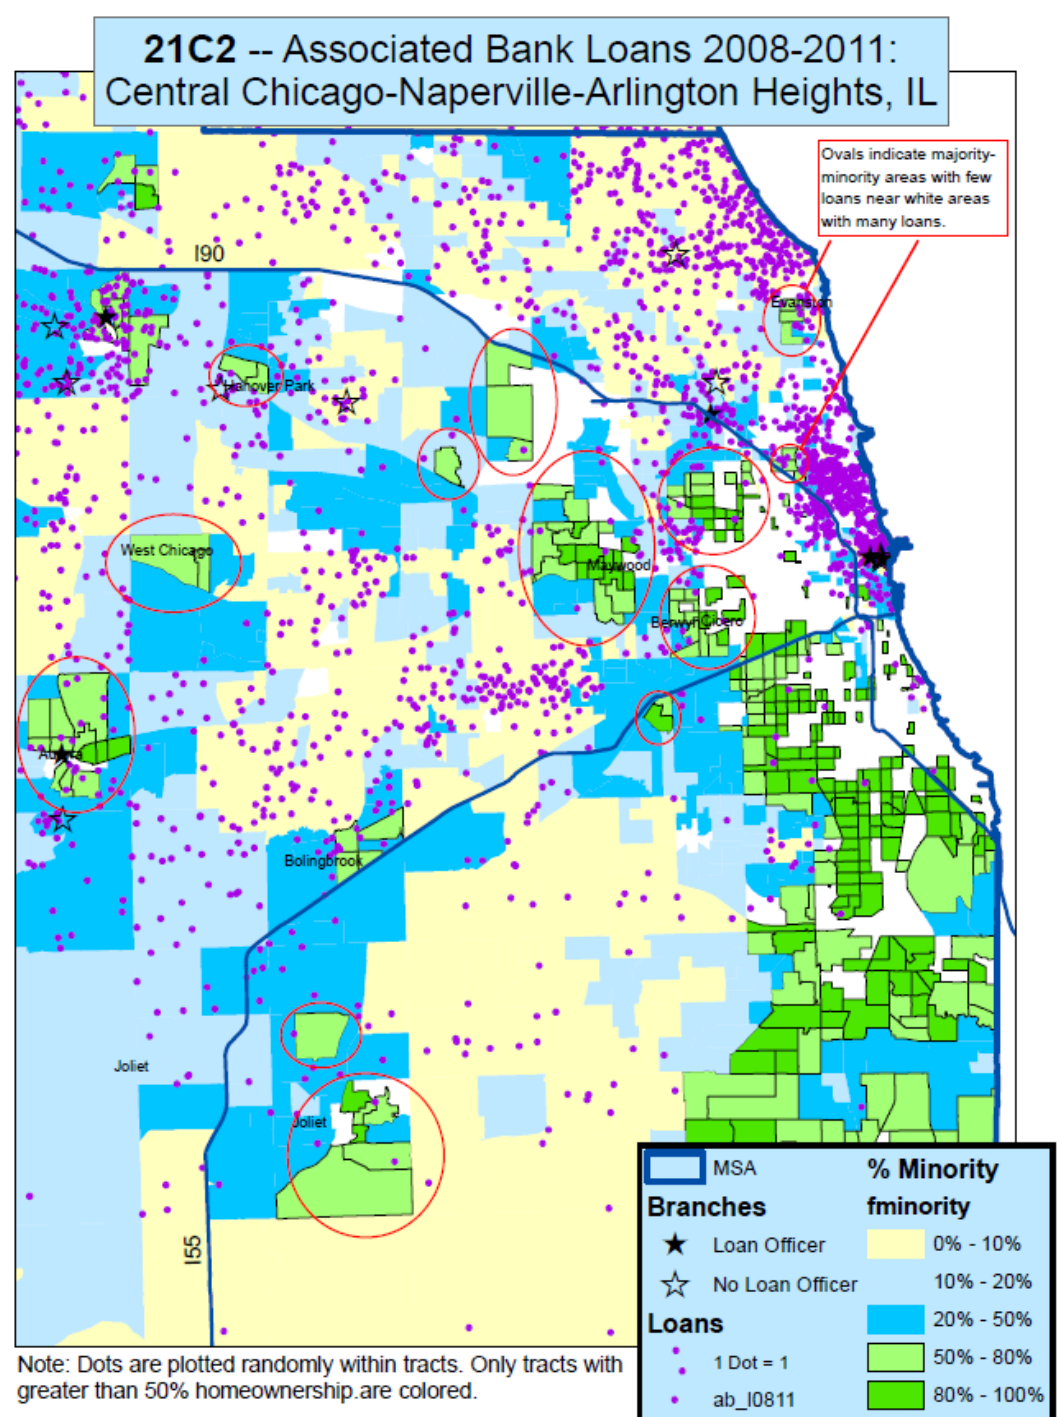 21C2 -- Associated Bank Loans 2008-2011:
Central Chicago-Naperville-Arlington Heights, IL
Ovals indicate majority-
minority areas with few
loans near white areas
with many loans.
I90
Evanston
Hanover Park
West Chicago
Maywood
Berwyn
Cicero
Aurora
Bolingbrook
Joliet
Joliet
I55
MSA
Branches
Loan Officer
No Loan Officer
Loans
1 Dot = 1
ab_l0811
% Minority
fminority
0% - 10%
10% - 20%
20% - 50%
50% - 80%
80% - 100%
Note: Dots are plotted randomly within tracts. Only tracts with
greater than 50% homeownership.are colored.